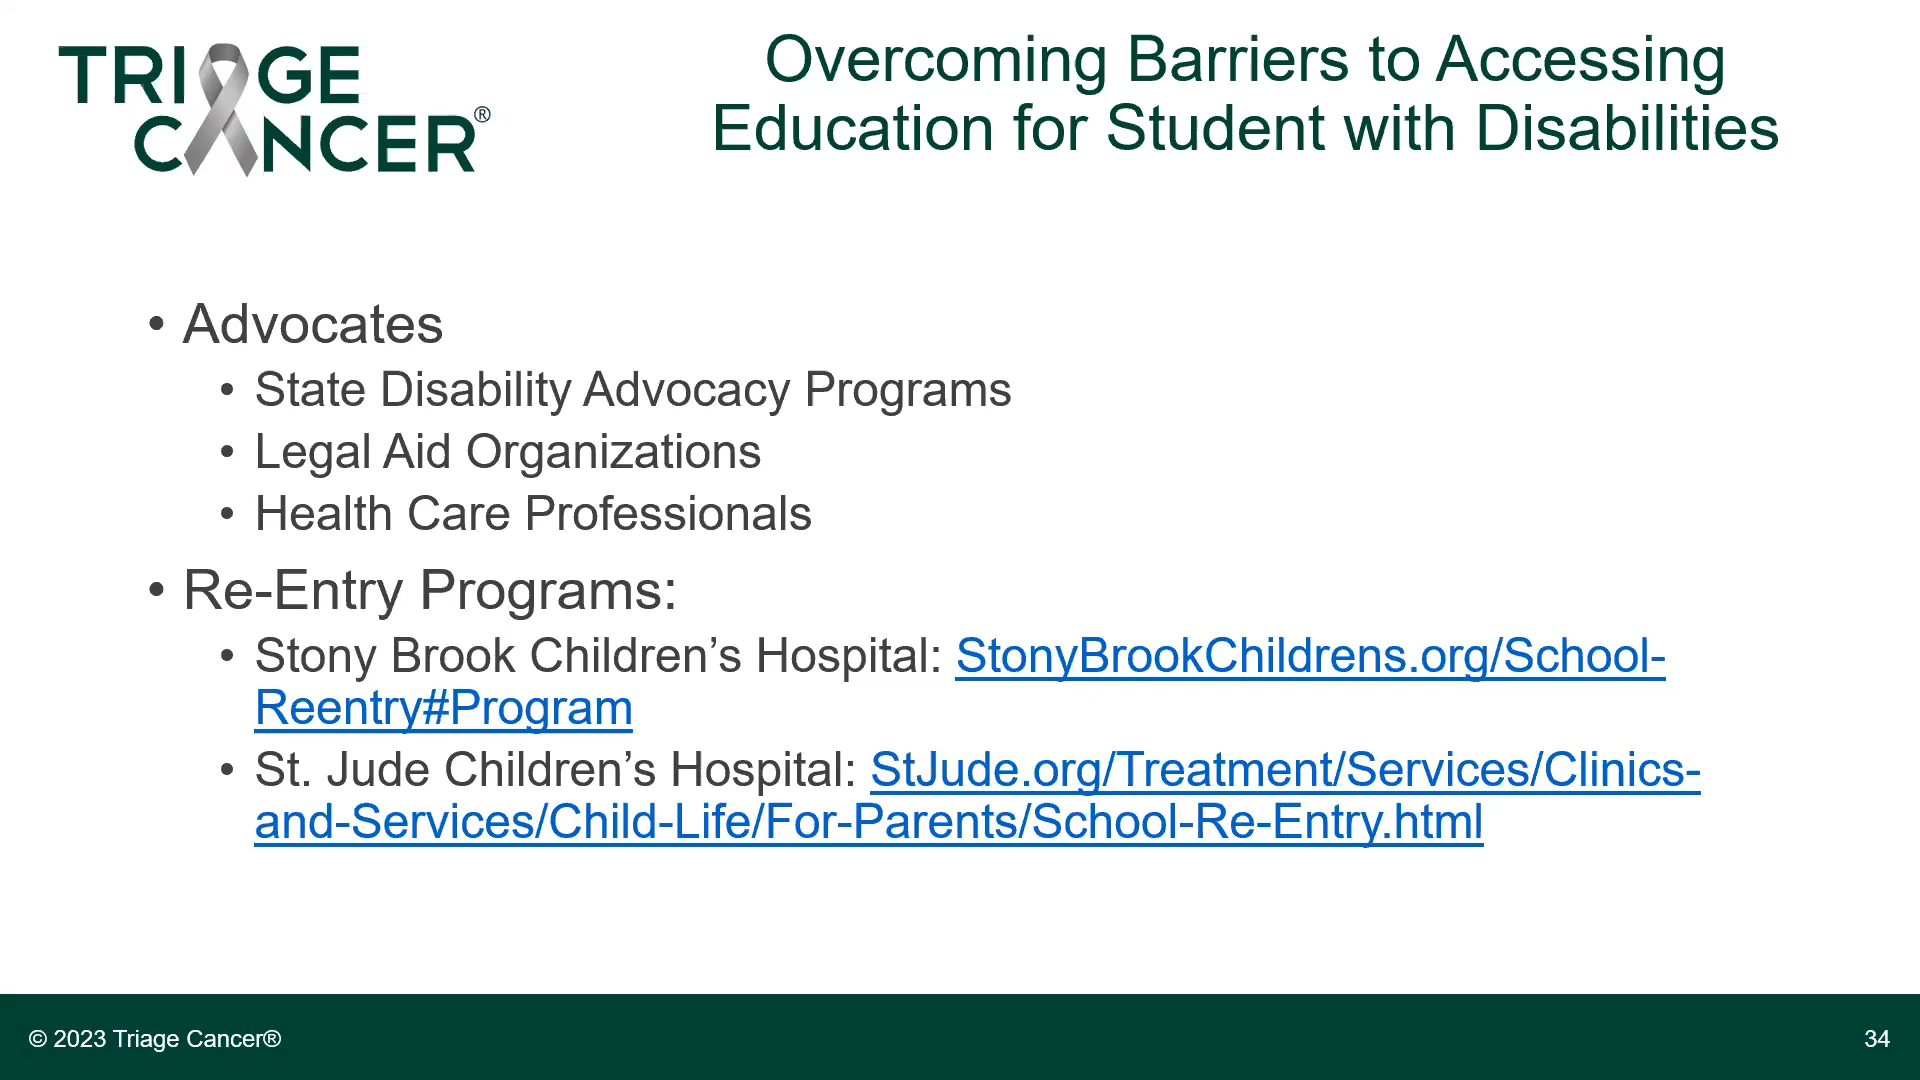 TRIAGE
CANCER®
Overcoming Barriers to Accessing
Education for Student with Disabilities
• Advocates
• State Disability Advocacy Programs
• Legal Aid Organizations
• Health Care Professionals
• Re-Entry Programs:
• Stony Brook Children’s Hospital: StonyBrookChildrens.org/School-
Reentry#Program
• St. Jude Children’s Hospital: StJude.org/Treatment/Services/Clinics-
and-Services/Child-Life/For-Parents/School-Re-Entry.html
© 2023 Triage Cancer®
34